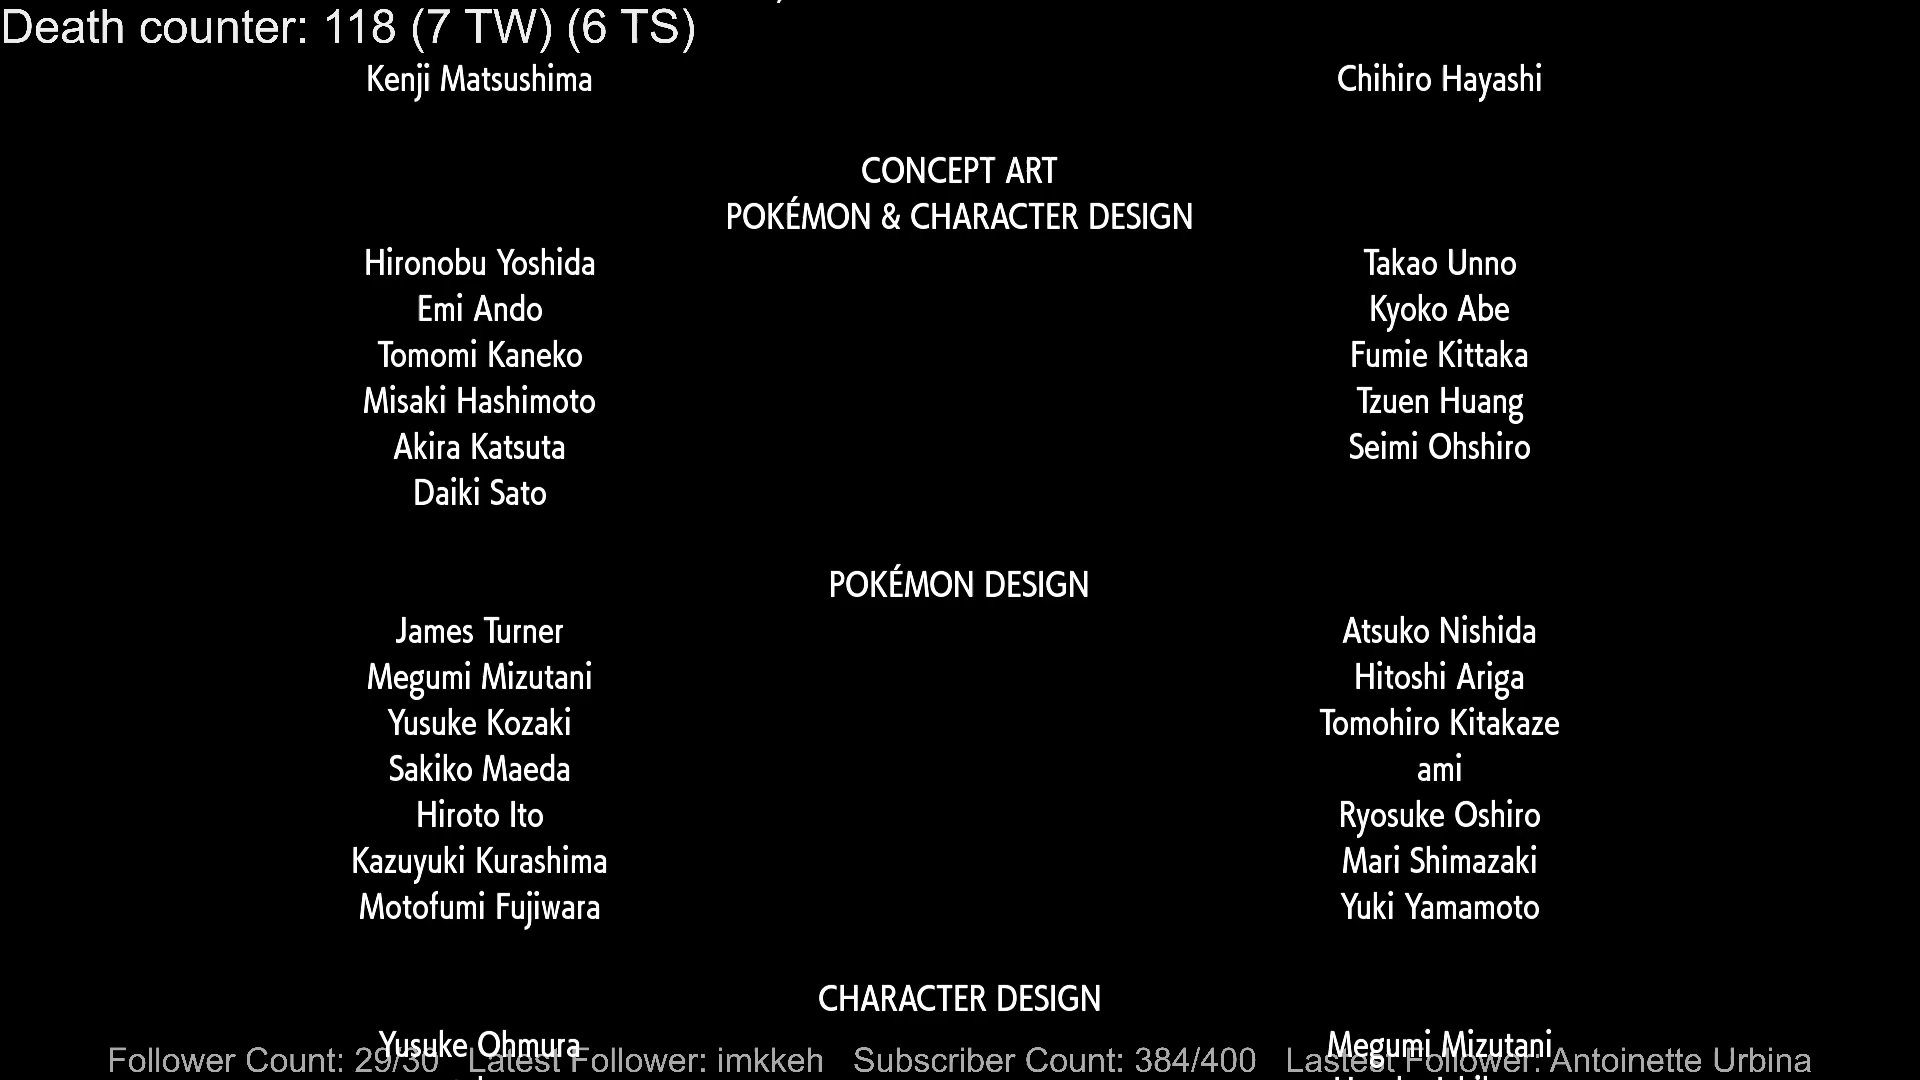 Death counter: 118 (7 TW) (6 TS)
Kenji Matsushima Chihiro Hayashi
CONCEPT ART
POKÉMON & CHARACTER DESIGN
Hironobu Yoshida Takao Unno
Emi Ando Kyoko Abe
Tomomi Kaneko Fumie Kittaka
Misaki Hashimoto Tzuen Huang
Akira Katsuta Seimi Ohshiro
Daiki Sato
POKÉMON DESIGN
James Turner Atsuko Nishida
Megumi Mizutani Hitoshi Ariga
Yusuke Kozaki Tomohiro Kitakaze
Sakiko Maeda ami
Hiroto Ito Ryosuke Oshiro
Kazuyuki Kurashima Mari Shimazaki
Motofumi Fujiwara Yuki Yamamoto
CHARACTER DESIGN
Yusuke Ohmura Megumi Mizutani
Follower Count: 29/30 Latest Follower: imkkeh Subscriber Count: 384/400 Lastest Follower: Antoinette Urbina